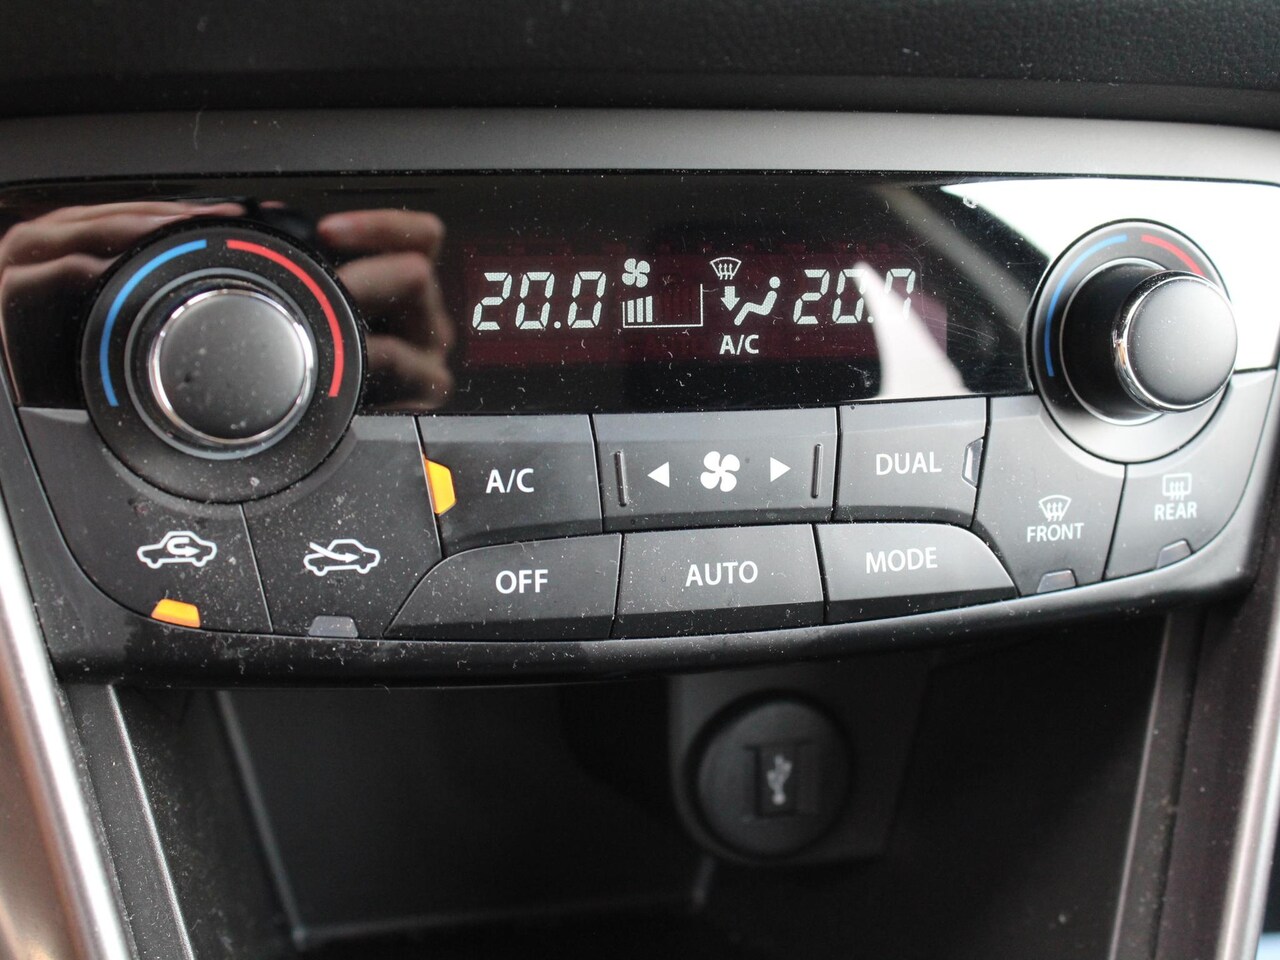 20.0 20.0
A/C
A/C DUAL
FRONT REAR
OFF AUTO MODE